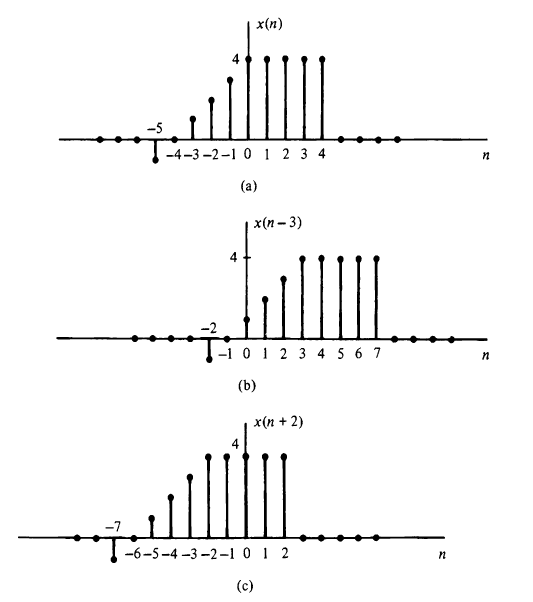 x(n)
4
−5
−4 −3 −2 −1 0 1 2 3 4 n
(a)
x(n − 3)
4
−2
−1 0 1 2 3 4 5 6 7 n
(b)
x(n + 2)
4
−7
−6 −5 −4 −3 −2 −1 0 1 2 n
(c)